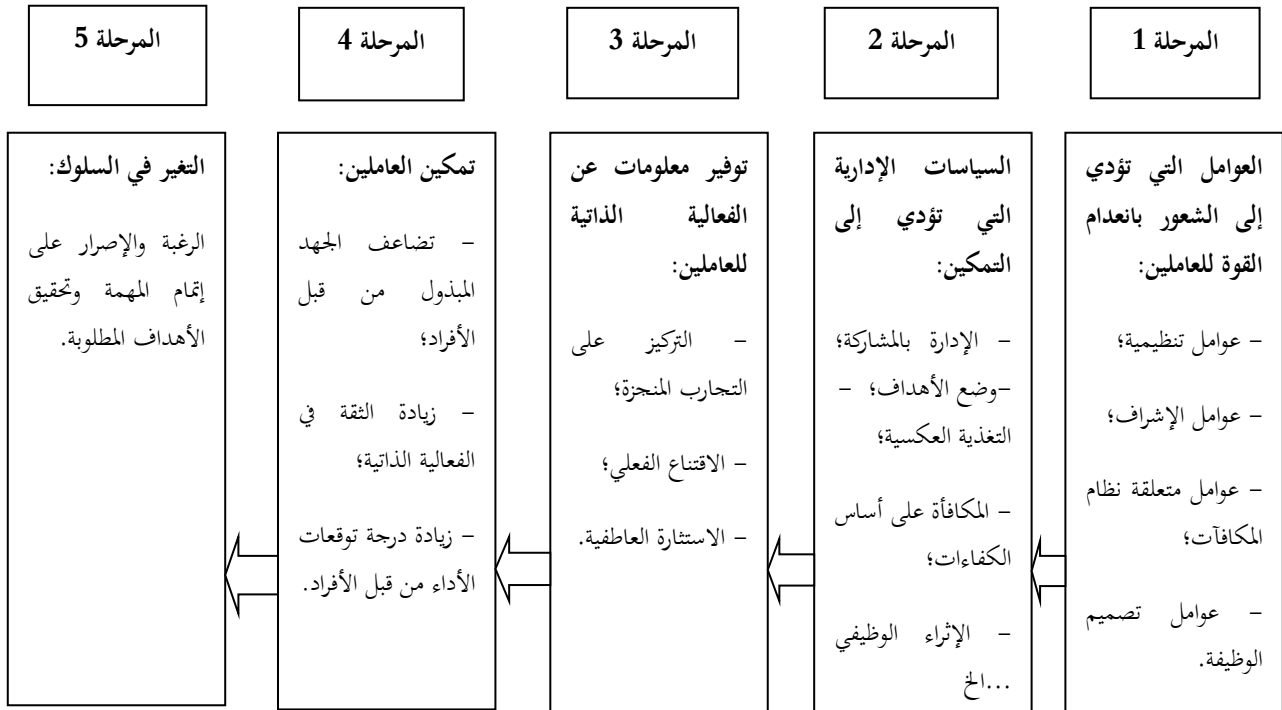 المرحلة 1
المرحلة 2
المرحلة 3
المرحلة 4
المرحلة 5
العوامل التي تؤدي
إلى الشعور بانعدام
القوة للعاملين:
– عوامل تنظيمية؛
– عوامل الإشراف؛
– عوامل متعلقة نظام
المكافآت؛
– عوامل تصميم
الوظيفة.
السياسات الإدارية
التي تؤدي إلى
التمكين:
– الإدارة بالمشاركة؛
–وضع الأهداف؛ –
التغذية العكسية؛
– المكافأة على أساس
الكفاءات؛
– الإثراء الوظيفي
...الخ
توفير معلومات عن
الفعالية الذاتية
للعاملين:
– التركيز على
التجارب المنجزة؛
– الاقتناع الفعلي؛
– الاستثارة العاطفية.
تمكين العاملين:
– تضاعف الجهد
المبذول من قبل
الأفراد؛
– زيادة الثقة في
الفعالية الذاتية؛
– زيادة درجة توقعات
الأداء من قبل الأفراد.
التغير في السلوك:
الرغبة والإصرار على
إتمام المهمة وتحقيق
الأهداف المطلوبة.